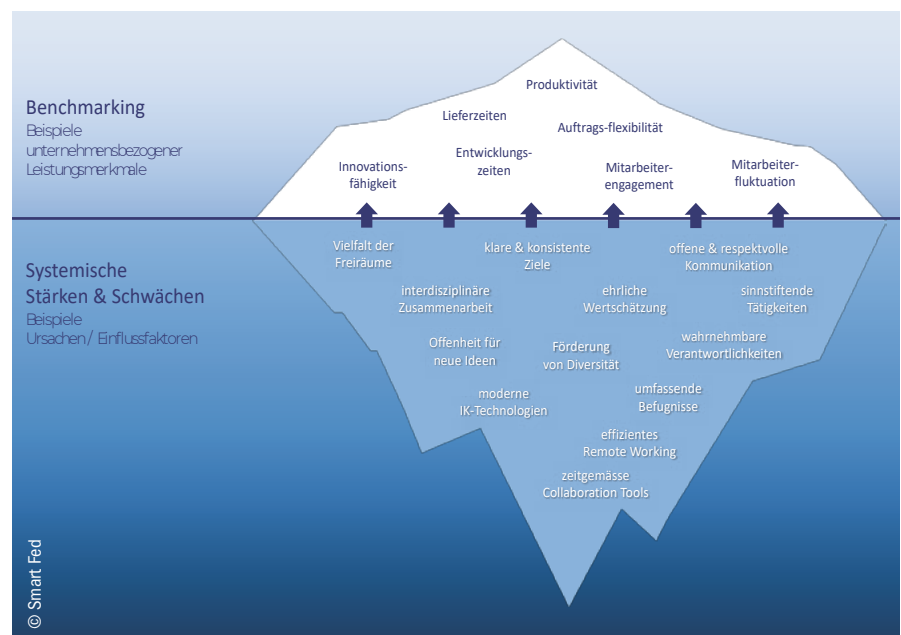 Benchmarking
Beispiele
unternehmensbezogener
Leistungsmerkmale
Produktivität
Lieferzeiten
Auftrags-flexibilität
Entwicklungs-
zeiten
Innovations-
fähigkeit
Mitarbeiter-
engagement
Mitarbeiter-
fluktuation
Systemische
Stärken & Schwächen
Beispiele
Ursachen / Einflussfaktoren
Vielfalt der
Freiräume
klare & konsistente
Ziele
offene & respektvolle
Kommunikation
interdisziplinäre
Zusammenarbeit
ehrliche
Wertschätzung
sinnstiftende
Tätigkeiten
Offenheit für
neue Ideen
Förderung
von Diversität
wahrnehmbare
Verantwortlichkeiten
moderne
IK-Technologien
umfassende
Befugnisse
effizientes
Remote Working
zeitgemässe
Collaboration Tools
© Smart Fed